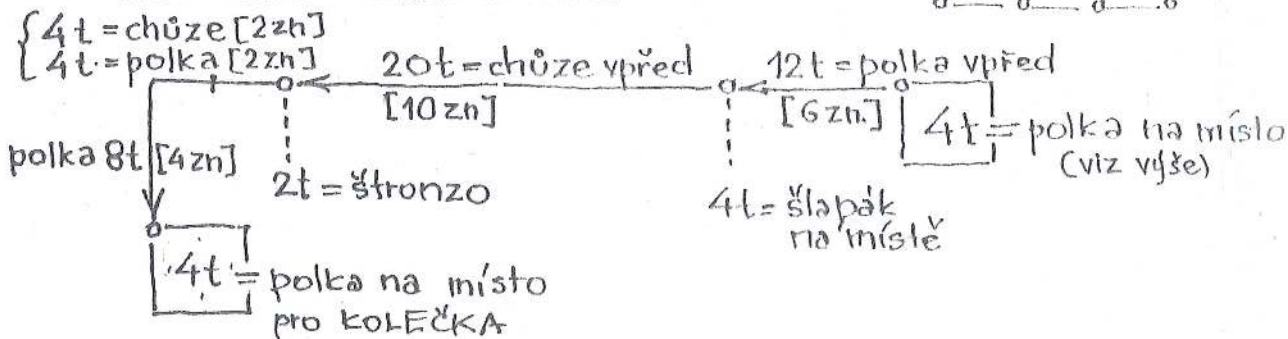 4t = chůze [2zn]
4t = polka [2zn]
20t = chůze vpřed
[10 zn]
12t = polka vpřed
[6 zn.]
4t = polka na místo
(viz výše)
polka 8t [4zn]
2t = štronzo
4t = šlapák
na místě
4t = polka na místo
pro KOLEČKA